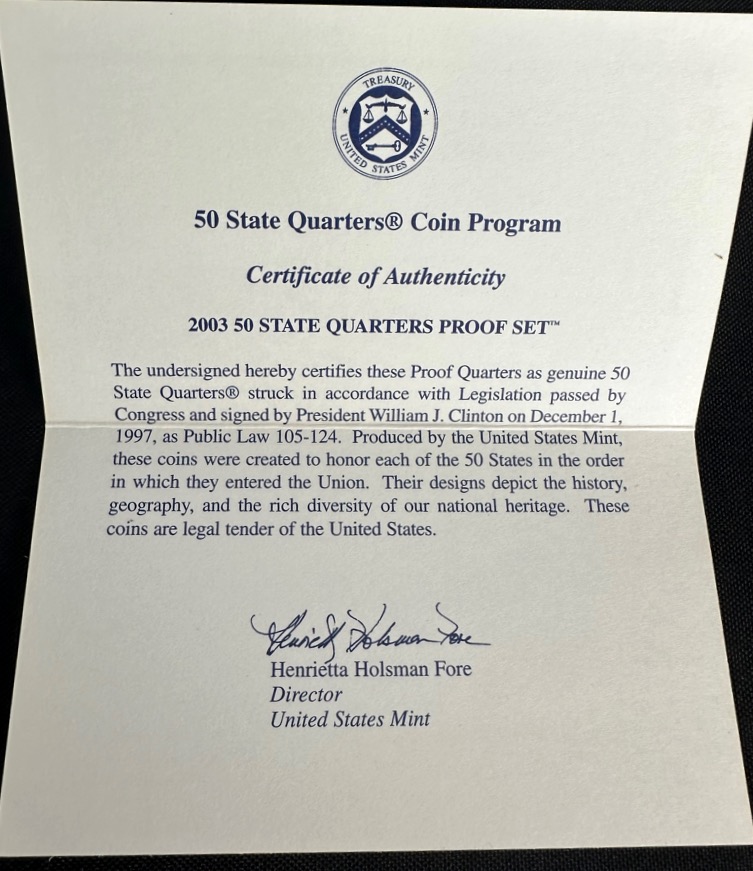 TREASURY
UNITED STATES MINT
50 State Quarters® Coin Program
Certificate of Authenticity
2003 50 STATE QUARTERS PROOF SET™
The undersigned hereby certifies these Proof Quarters as genuine 50
State Quarters® struck in accordance with Legislation passed by
Congress and signed by President William J. Clinton on December 1,
1997, as Public Law 105-124. Produced by the United States Mint,
these coins were created to honor each of the 50 States in the order
in which they entered the Union. Their designs depict the history,
geography, and the rich diversity of our national heritage. These
coins are legal tender of the United States.
Henrietta Holsman Fore
Henrietta Holsman Fore
Director
United States Mint